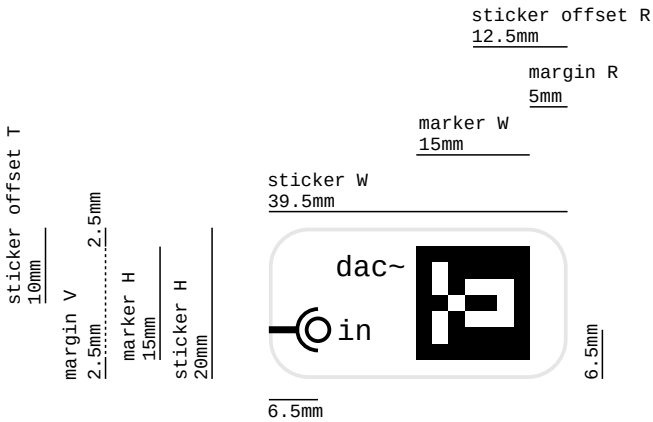 sticker offset R
12.5mm
margin R
5mm
marker W
15mm
sticker W
39.5mm
sticker offset T
10mm
margin V
2.5mm
2.5mm
marker H
15mm
sticker H
20mm
dac~
in
6.5mm
6.5mm